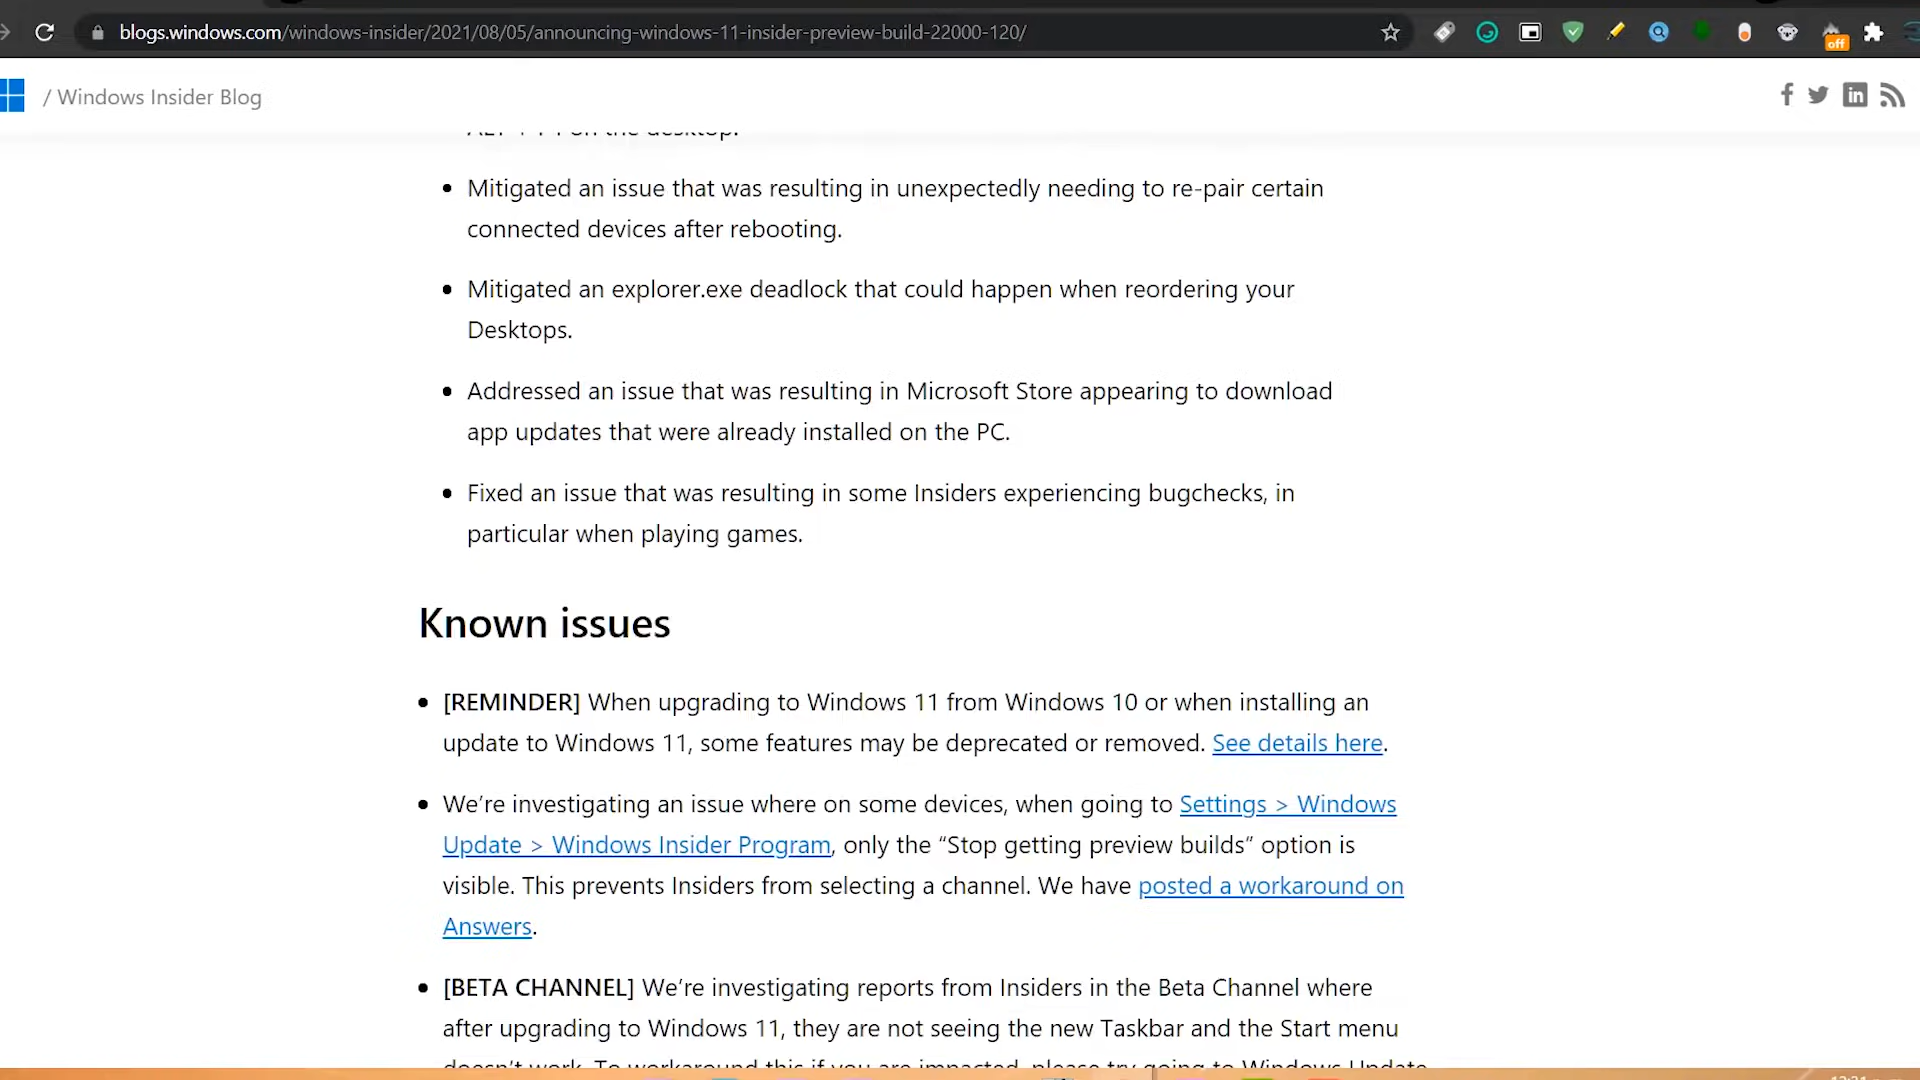 blogs.windows.com/windows-insider/2021/08/05/announcing-windows-11-insider-preview-build-22000-120/
off
/ Windows Insider Blog
on the desktop.
Mitigated an issue that was resulting in unexpectedly needing to re-pair certain
connected devices after rebooting.
Mitigated an explorer.exe deadlock that could happen when reordering your
Desktops.
Addressed an issue that was resulting in Microsoft Store appearing to download
app updates that were already installed on the PC.
Fixed an issue that was resulting in some Insiders experiencing bugchecks, in
particular when playing games.
Known issues
[REMINDER] When upgrading to Windows 11 from Windows 10 or when installing an
update to Windows 11, some features may be deprecated or removed. See details here.
We’re investigating an issue where on some devices, when going to Settings > Windows
Update > Windows Insider Program, only the “Stop getting preview builds” option is
visible. This prevents Insiders from selecting a channel. We have posted a workaround on
Answers.
[BETA CHANNEL] We’re investigating reports from Insiders in the Beta Channel where
after upgrading to Windows 11, they are not seeing the new Taskbar and the Start menu
doesn’t work. To workaround this if you are impacted, please try going to Windows Update